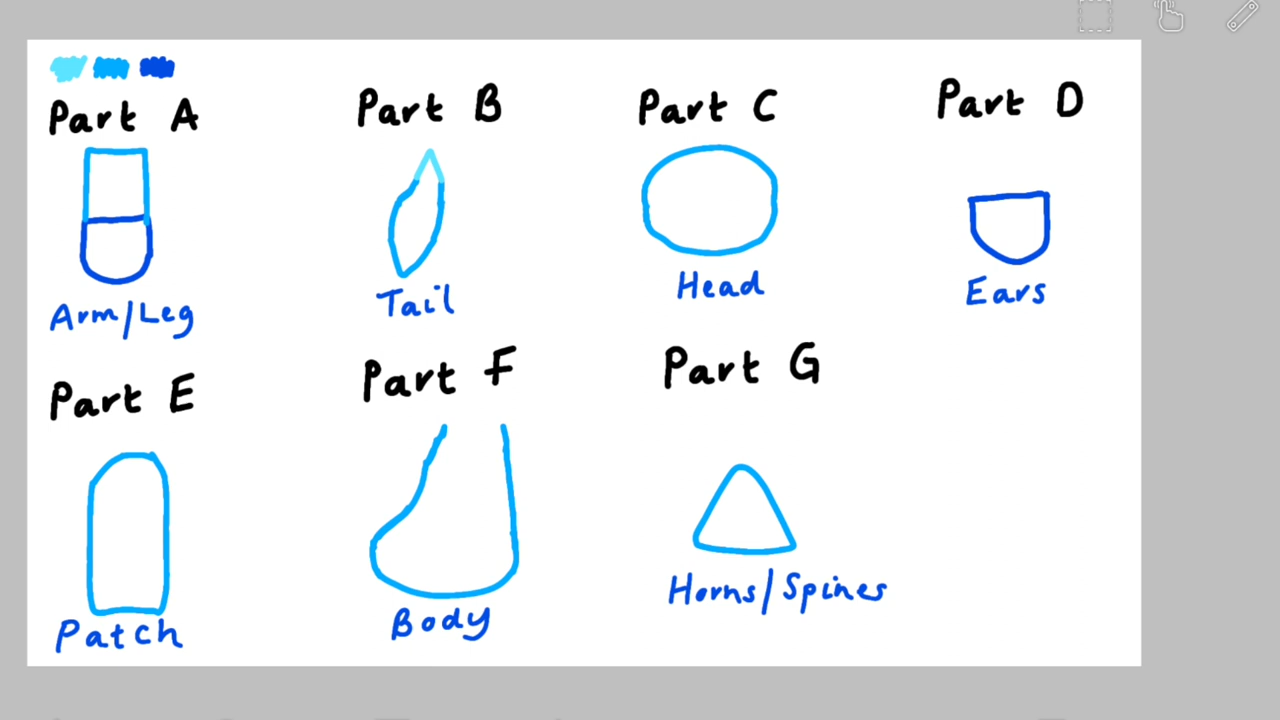 Part A
Part B
Part C
Part D
Arm/Leg
Tail
Head
Ears
Part E
Part F
Part G
Patch
Body
Horns/Spines